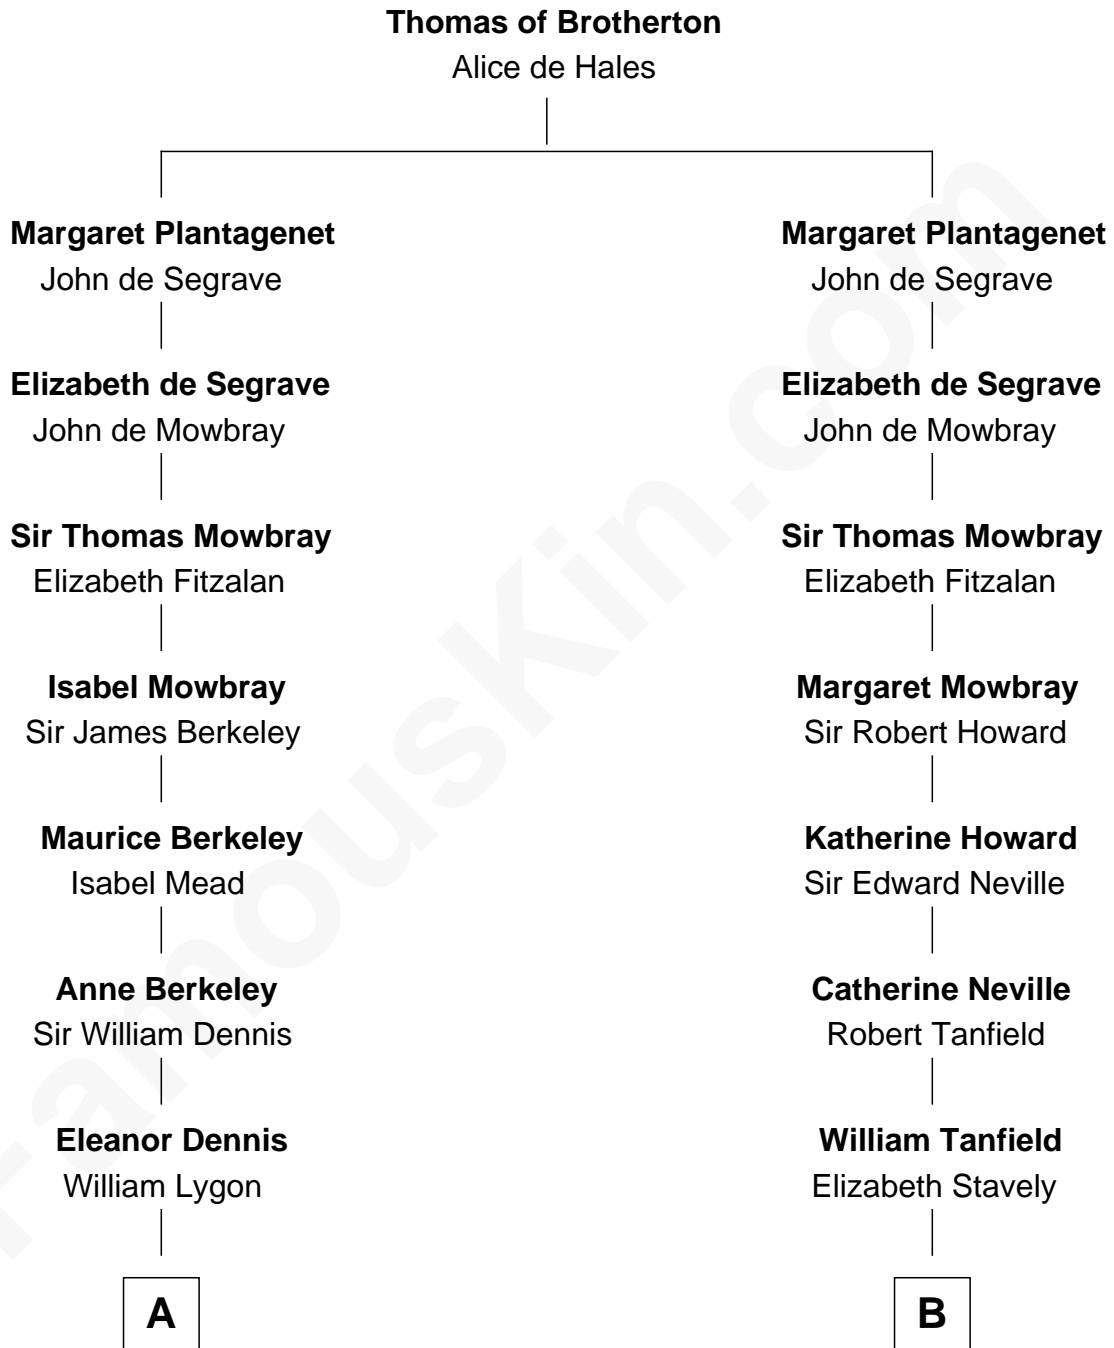 Thomas of Brotherton
Alice de Hales
Margaret Plantagenet
John de Segrave
Elizabeth de Segrave
John de Mowbray
Sir Thomas Mowbray
Elizabeth Fitzalan
Isabel Mowbray
Sir James Berkeley
Maurice Berkeley
Isabel Mead
Anne Berkeley
Sir William Dennis
Eleanor Dennis
William Lygon
A
Margaret Plantagenet
John de Segrave
Elizabeth de Segrave
John de Mowbray
Sir Thomas Mowbray
Elizabeth Fitzalan
Margaret Mowbray
Sir Robert Howard
Katherine Howard
Sir Edward Neville
Catherine Neville
Robert Tanfield
William Tanfield
Elizabeth Stavely
B
FamousKin.com